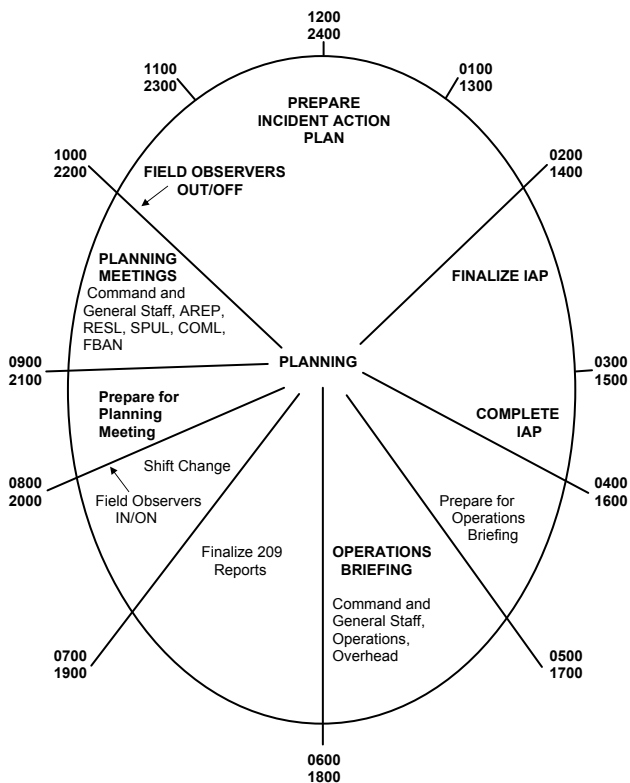 1200
2400
0100
1300
0200
1400
0300
1500
0400
1600
0500
1700
0600
1800
0700
1900
0800
2000
0900
2100
1000
2200
1100
2300
PREPARE
INCIDENT ACTION
PLAN
FINALIZE IAP
COMPLETE
IAP
Prepare for
Operations
Briefing
OPERATIONS
BRIEFING
Command and
General Staff,
Operations,
Overhead
Finalize 209
Reports
Shift Change
Field Observers
IN/ON
Prepare for
Planning
Meeting
PLANNING
MEETINGS
Command and
General Staff, AREP,
RESL, SPUL, COML,
FBAN
FIELD OBSERVERS
OUT/OFF
PLANNING